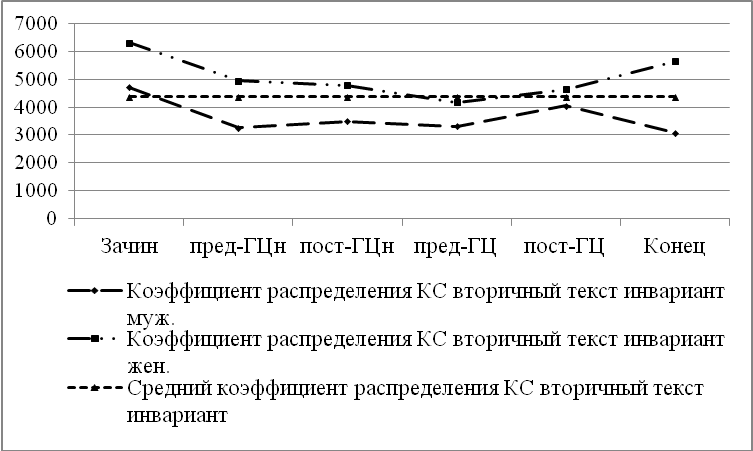 7000
6000
5000
4000
3000
2000
1000
0
Зачин пред-ГЦн пост-ГЦн пред-ГЦ пост-ГЦ Конец
Коэффициент распределения КС вторичный текст инвариант
муж.
Коэффициент распределения КС вторичный текст инвариант
жен.
Средний коэффициент распределения КС вторичный текст
инвариант